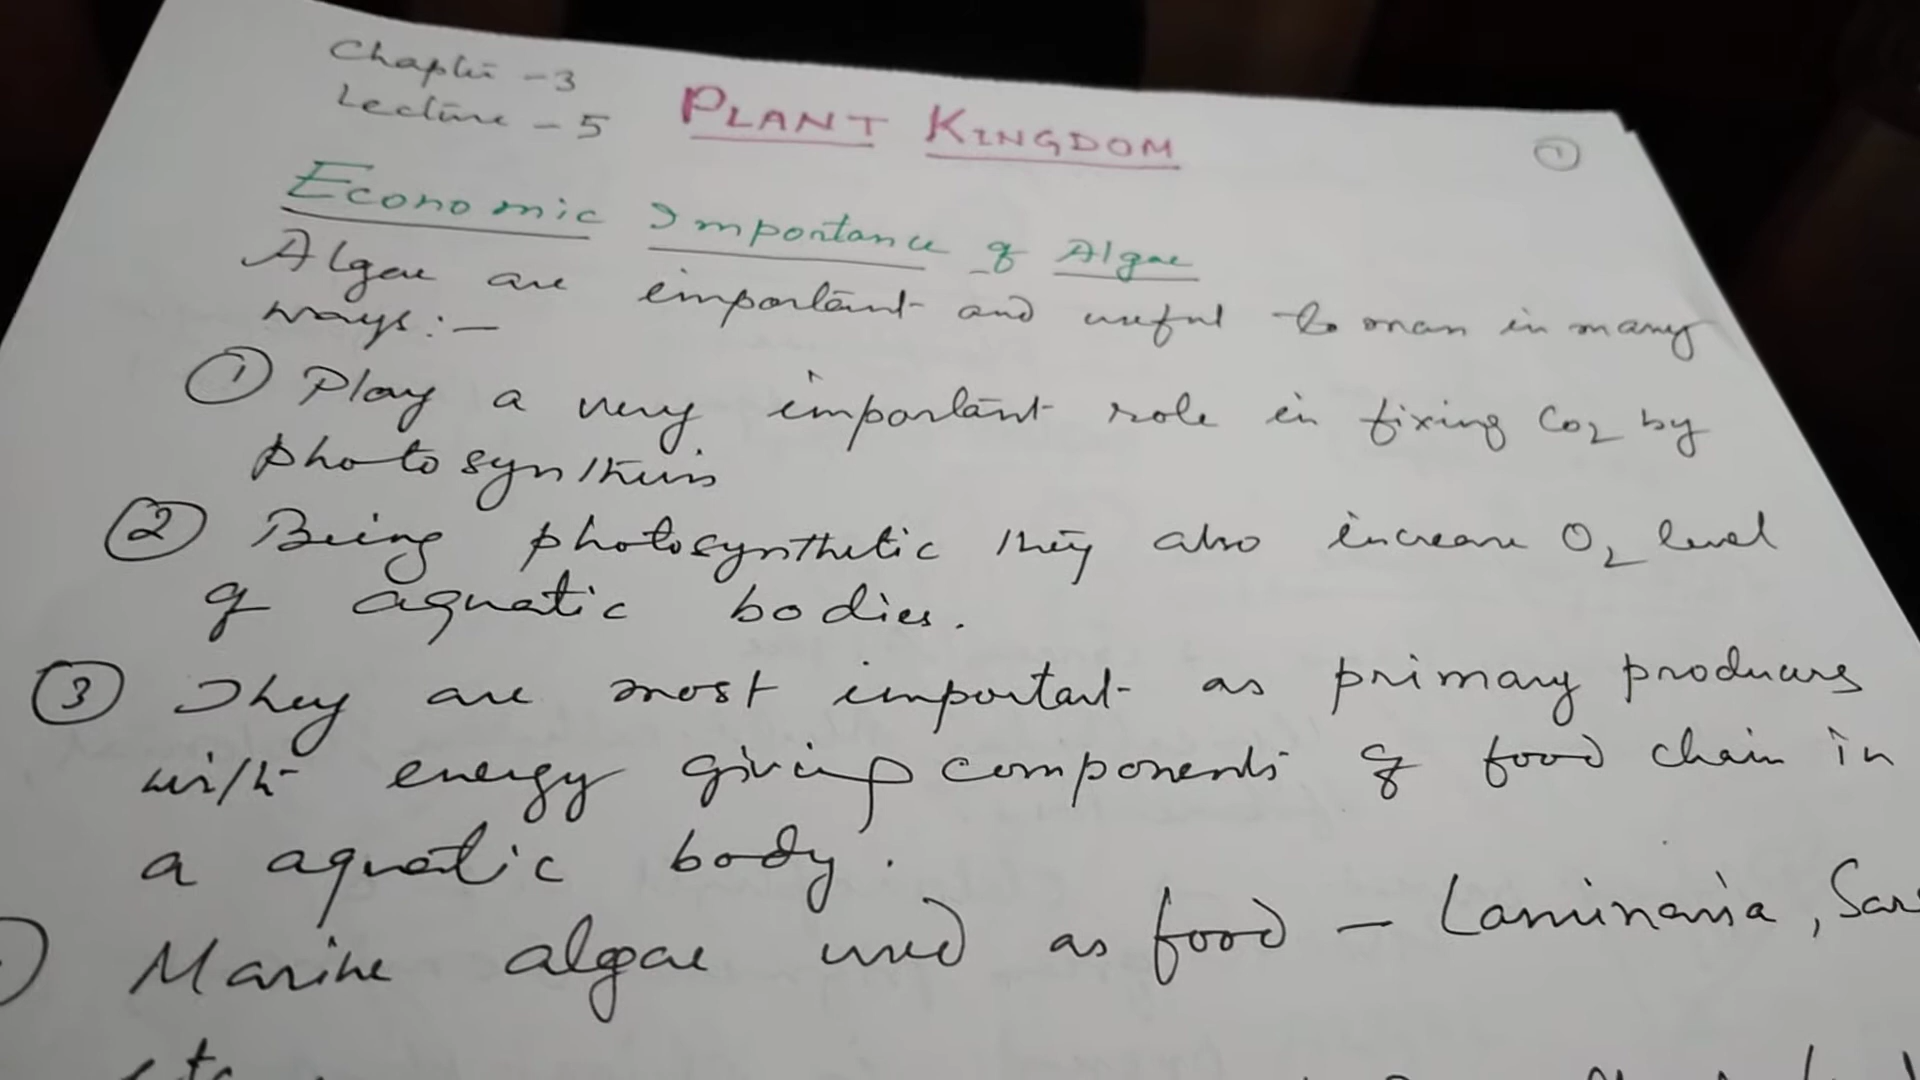 Chapter - 3
Lecture - 5
PLANT KINGDOM
1
Economic Importance of Algae
Algae are important and useful to man in many
ways: -
1 Play a very important role in fixing CO2 by
photosynthesis
2 Being photosynthetic they also increase O2 level
of aquatic bodies.
3 They are most important as primary producers
with energy giving components of food chain in
a aquatic body.
Marine algae used as food - Laminaria, Sar
etc